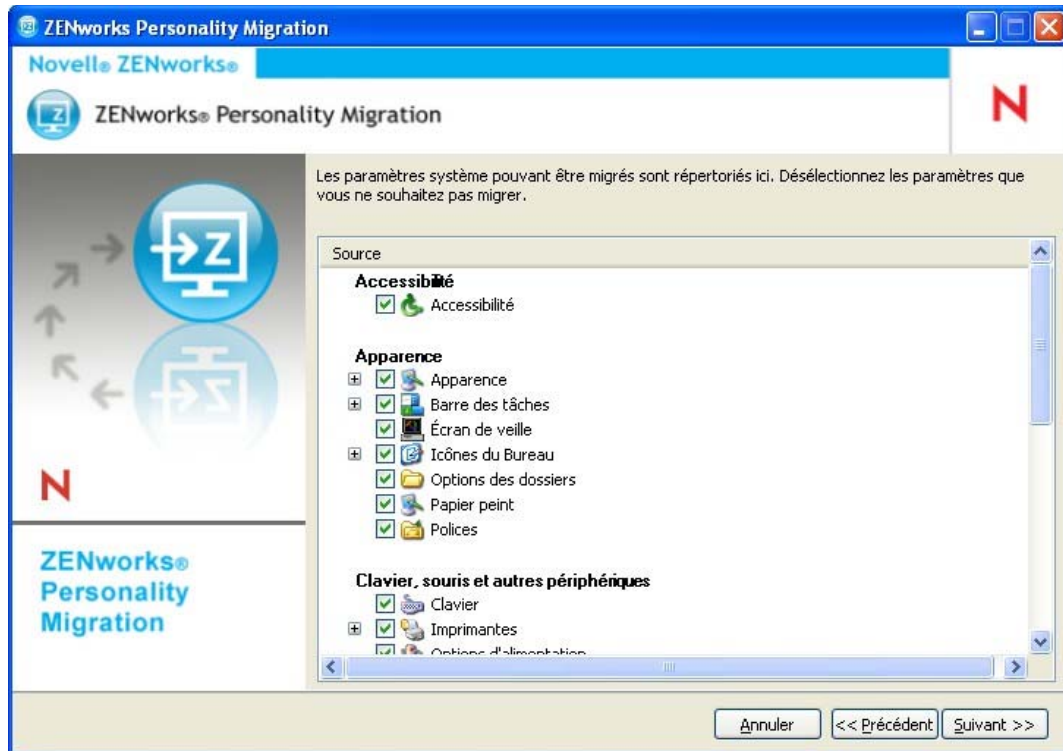 ZENworks Personality Migration
Novell® ZENworks®
ZENworks® Personality Migration
N
Les paramètres système pouvant être migrés sont répertoriés ici. Désélectionnez les paramètres que
vous ne souhaitez pas migrer.
Z
N
ZENworks®
Personality
Migration
Source
Accessibilité
Accessibilité
Apparence
Apparence
Barre des tâches
Écran de veille
Icônes du Bureau
Options des dossiers
Papier peint
Polices
Clavier, souris et autres périphériques
Clavier
Imprimantes
Options d'alimentation
Annuler
<< Précédent
Suivant >>